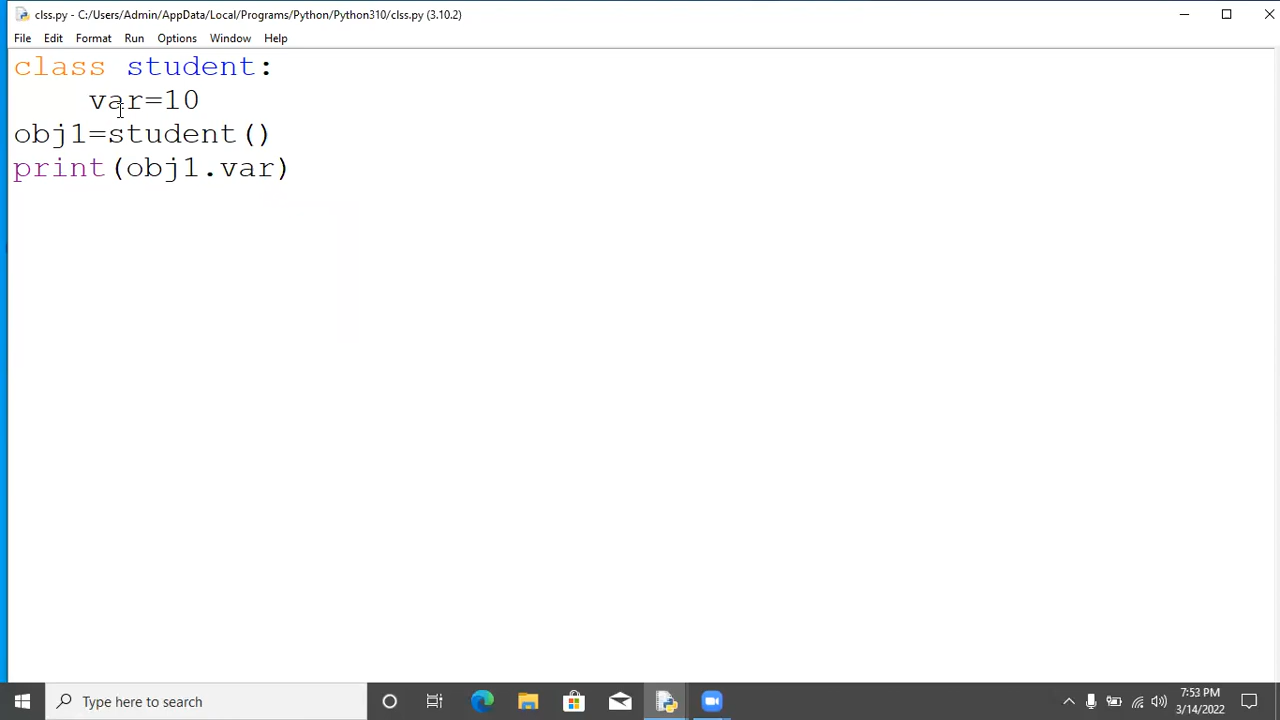 clss.py - C:/Users/Admin/AppData/Local/Programs/Python/Python310/clss.py (3.10.2)
File Edit Format Run Options Window Help
class student:
    var=10
obj1=student()
print(obj1.var)
Type here to search
7:53 PM
3/14/2022